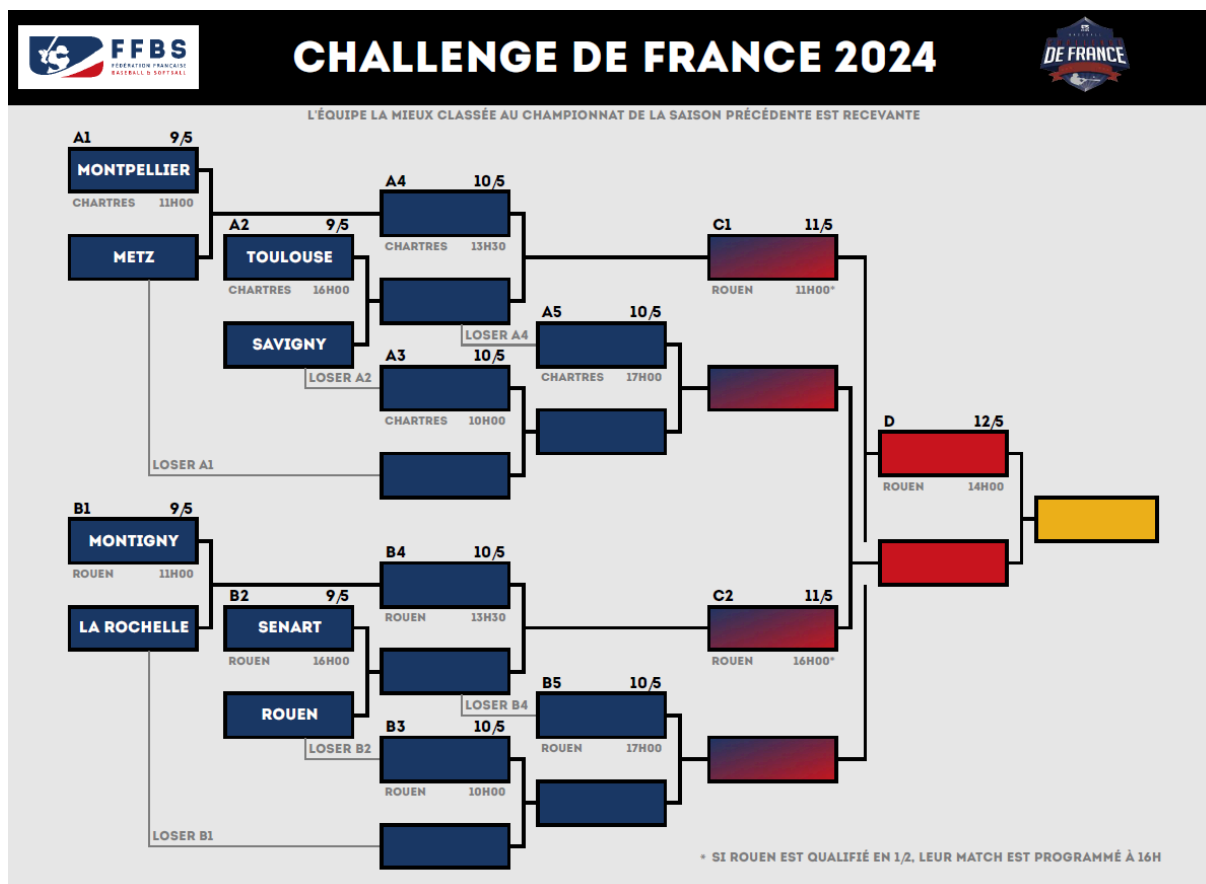 FFBS
FÉDÉRATION FRANÇAISE
BASEBALL & SOFTBALL
CHALLENGE DE FRANCE 2024
BASEBALL
DE FRANCE
L'ÉQUIPE LA MIEUX CLASSÉE AU CHAMPIONNAT DE LA SAISON PRÉCÉDENTE EST RECEVANTE
A1 9/5
MONTPELLIER
CHARTRES 11H00
METZ
A2 9/5
TOULOUSE
CHARTRES 16H00
SAVIGNY
LOSER A2
LOSER A1
A4 10/5
CHARTRES 13H30
LOSER A4
A3 10/5
CHARTRES 10H00
A5 10/5
CHARTRES 17H00
C1 11/5
ROUEN 11H00*
D 12/5
ROUEN 14H00
B1 9/5
MONTIGNY
ROUEN 11H00
LA ROCHELLE
B2 9/5
SENART
ROUEN 16H00
ROUEN
LOSER B2
LOSER B1
B4 10/5
ROUEN 13H30
LOSER B4
B3 10/5
ROUEN 10H00
B5 10/5
ROUEN 17H00
C2 11/5
ROUEN 16H00*
* SI ROUEN EST QUALIFIÉ EN 1/2, LEUR MATCH EST PROGRAMMÉ À 16H